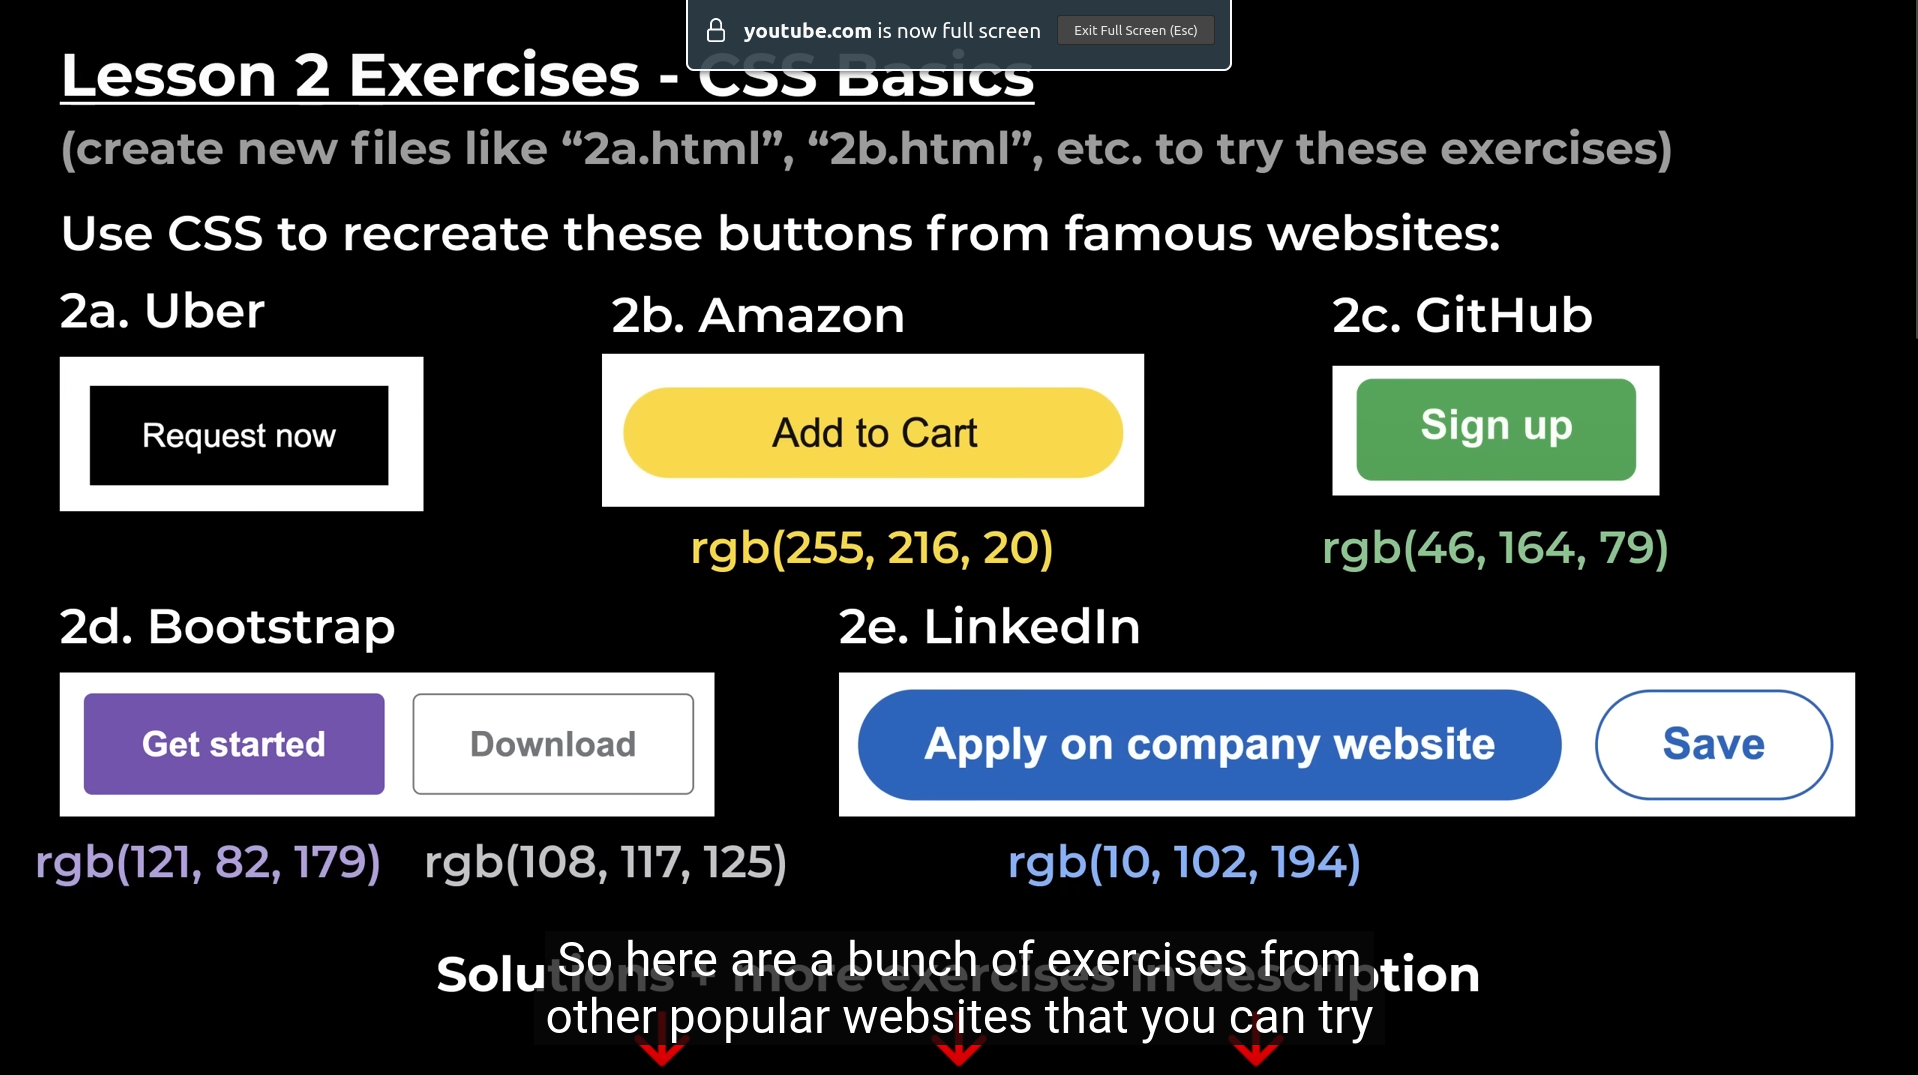 youtube.com is now full screen
Exit Full Screen (Esc)
Lesson 2 Exercises - CSS Basics
(create new files like “2a.html”, “2b.html”, etc. to try these exercises)
Use CSS to recreate these buttons from famous websites:
2a. Uber
2b. Amazon
2c. GitHub
Request now
Add to Cart
Sign up
rgb(255, 216, 20)
rgb(46, 164, 79)
2d. Bootstrap
2e. LinkedIn
Get started
Download
Apply on company website
Save
rgb(121, 82, 179)
rgb(108, 117, 125)
rgb(10, 102, 194)
Solutions + more exercises in description
So here are a bunch of exercises from
other popular websites that you can try